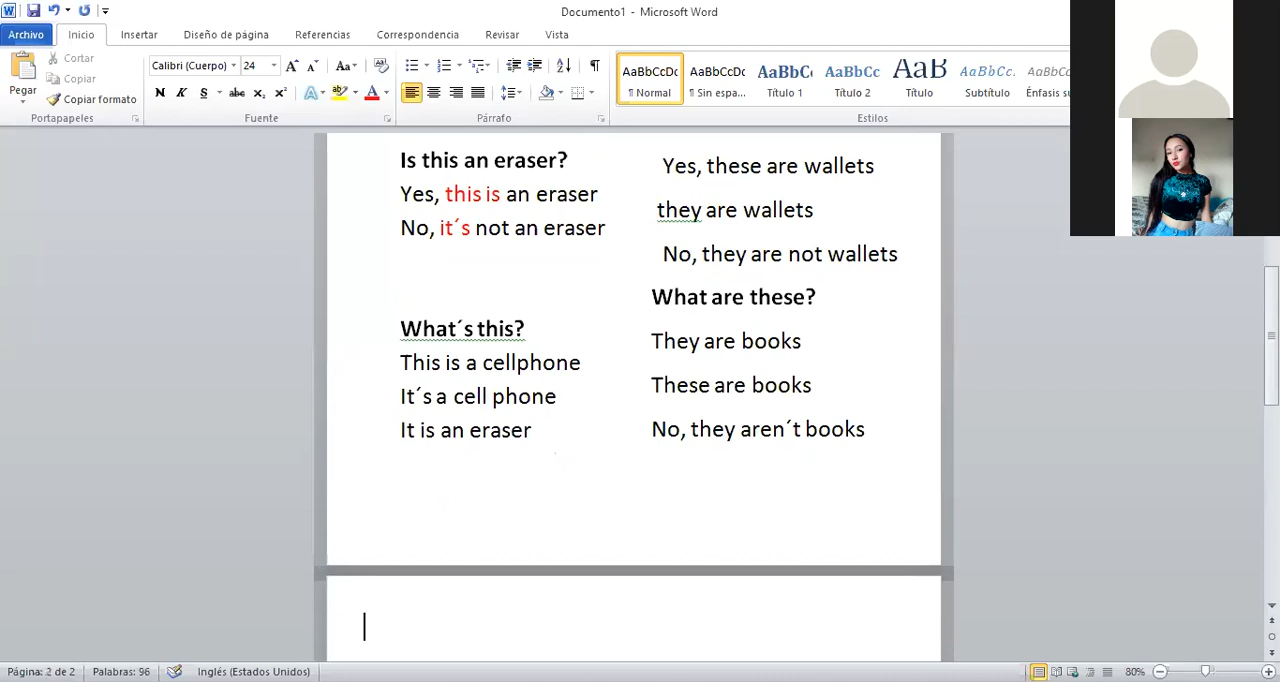 Documento1 - Microsoft Word
Archivo Inicio Insertar Diseño de página Referencias Correspondencia Revisar Vista
Cortar
Copiar
Copiar formato
Pegar
Portapapeles
Calibri (Cuerpo) 24
N K S abc x₂ x²
Fuente
Párrafo
AaBbCcDc AaBbCcDc AaBbC AaBbCc AaB AaBbCc. AaBbCc
¶ Normal ¶ Sin espa... Título 1 Título 2 Título Subtítulo Énfasis su
Estilos
Is this an eraser?
Yes, this is an eraser
No, it´s not an eraser
What´s this?
This is a cellphone
It´s a cell phone
It is an eraser
Yes, these are wallets
they are wallets
No, they are not wallets
What are these?
They are books
These are books
No, they aren´t books
Página: 2 de 2 Palabras: 96 Inglés (Estados Unidos) 80%